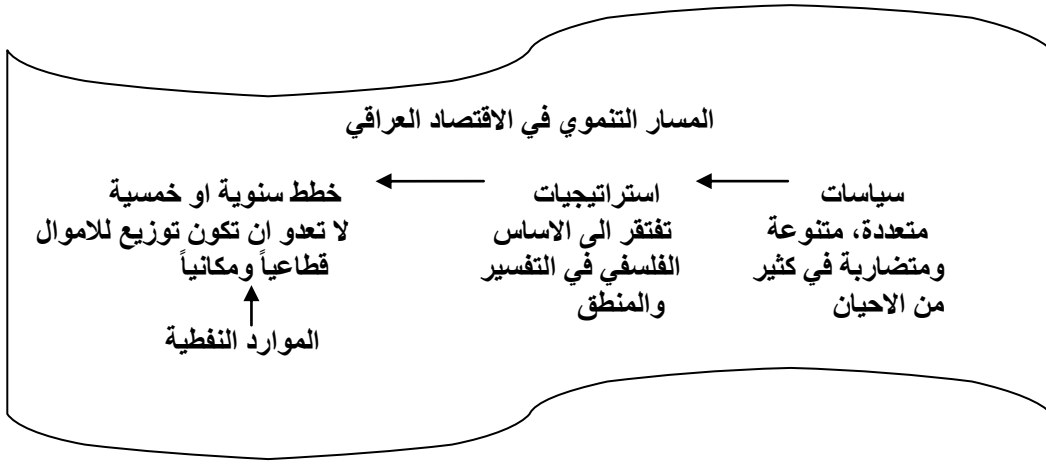 المسار التنموي في الاقتصاد العراقي
سياسات
متعددة، متنوعة
ومتضاربة في كثير
من الاحيان
استراتيجيات
تفتقر الى الاساس
الفلسفي في التفسير
والمنطق
خطط سنوية او خمسية
لا تعدو ان تكون توزيع للاموال
قطاعياً ومكانياً
الموارد النفطية